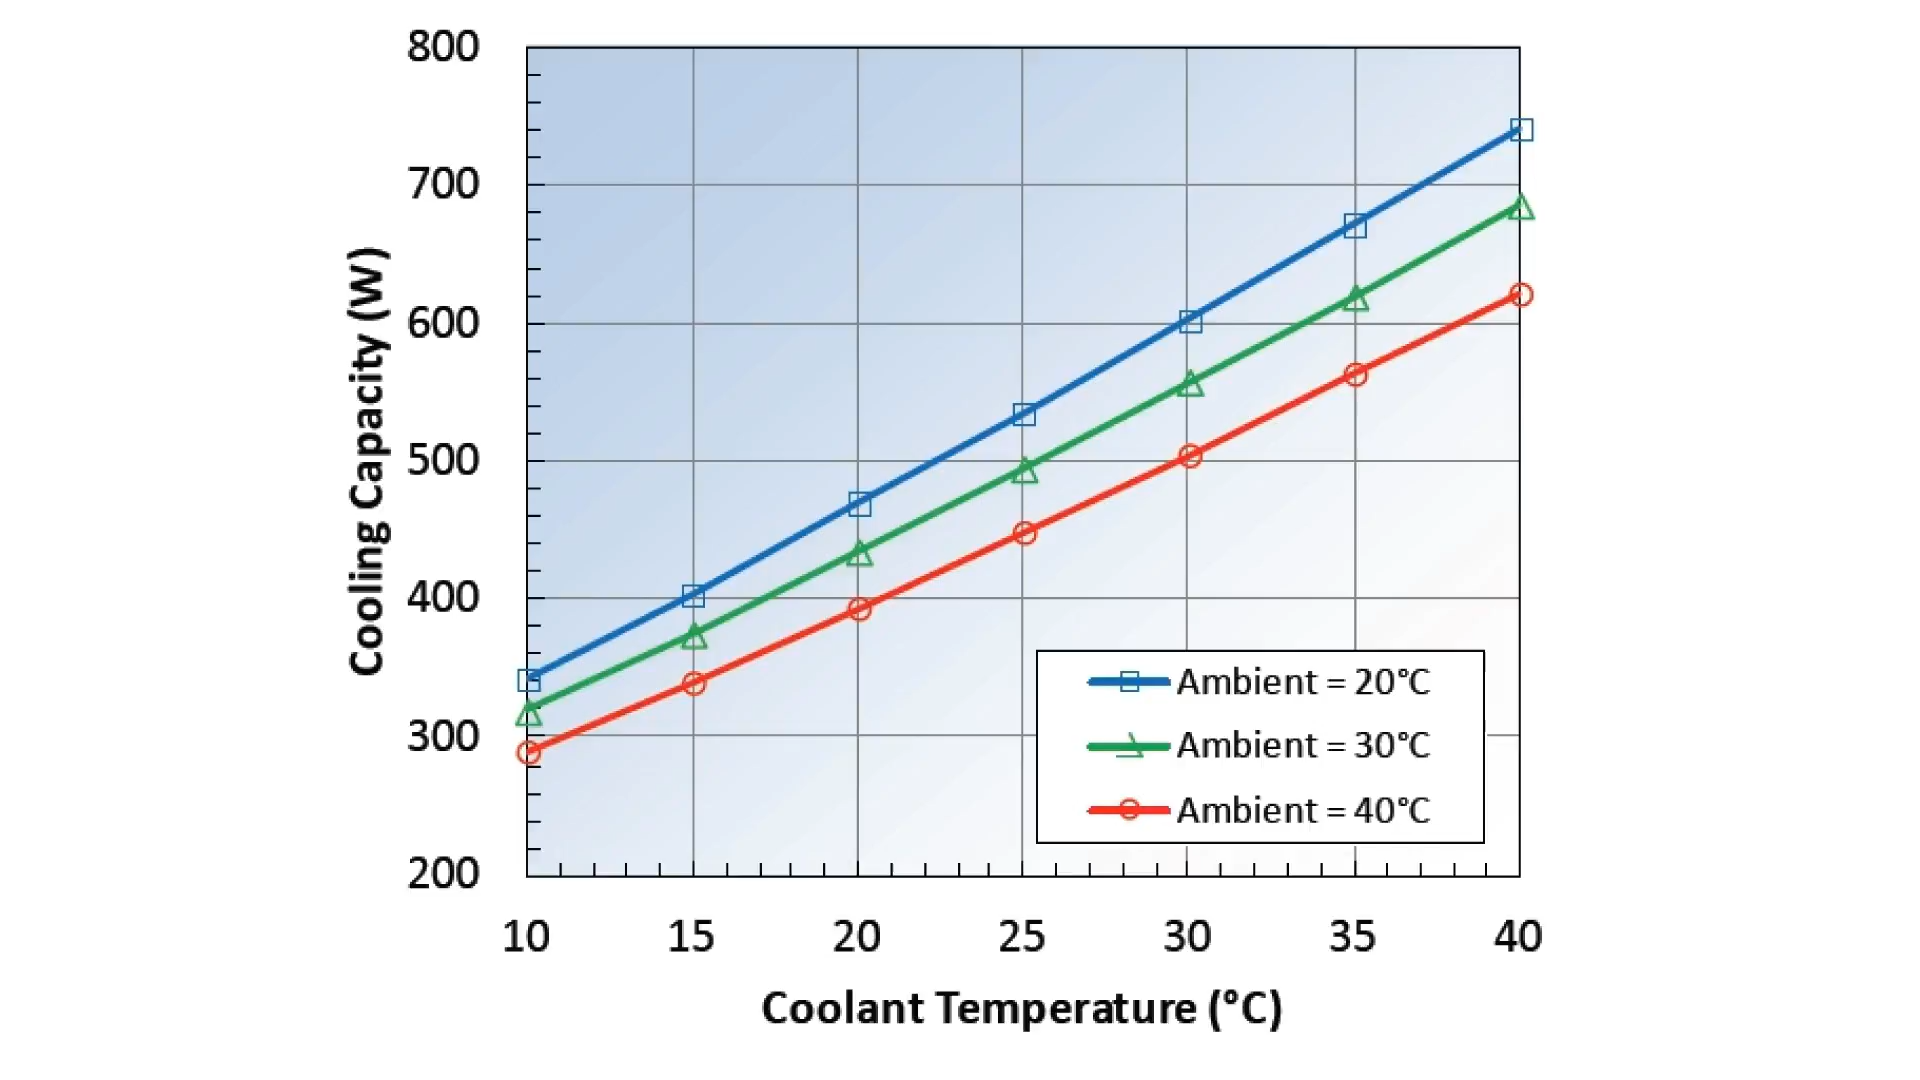 800
700
600
500
400
300
200
Cooling Capacity (W)
Ambient = 20°C
Ambient = 30°C
Ambient = 40°C
10 15 20 25 30 35 40
Coolant Temperature (°C)